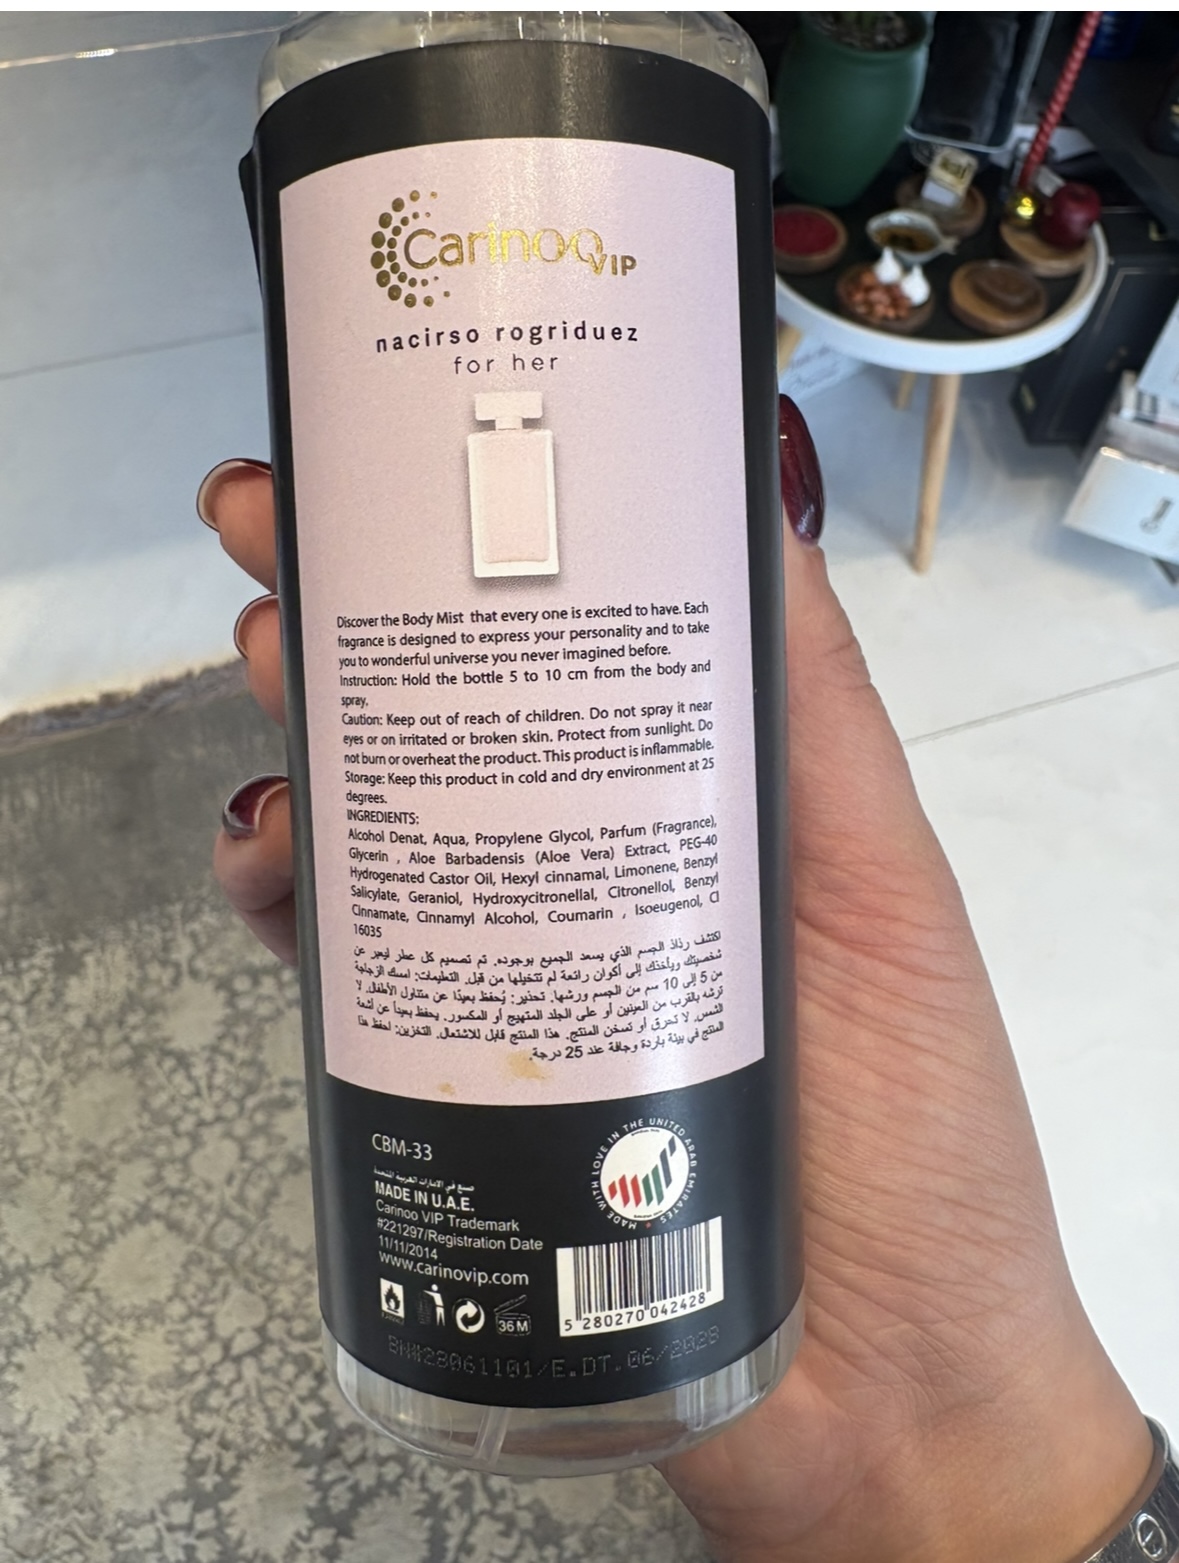 Carinoo VIP
nacirso rogriduez
for her
Discover the Body Mist that every one is excited to have. Each
fragrance is designed to express your personality and to take
you to wonderful universe you never imagined before.
Instruction: Hold the bottle 5 to 10 cm from the body and
spray,
Caution: Keep out of reach of children. Do not spray it near
eyes or on irritated or broken skin. Protect from sunlight. Do
not burn or overheat the product. This product is inflammable.
Storage: Keep this product in cold and dry environment at 25
degrees.
INGREDIENTS:
Alcohol Denat, Aqua, Propylene Glycol, Parfum (Fragrance),
Glycerin , Aloe Barbadensis (Aloe Vera) Extract, PEG-40
Hydrogenated Castor Oil, Hexyl cinnamal, Limonene, Benzyl
Salicylate, Geraniol, Hydroxycitronellal, Citronellol, Benzyl
Cinnamate, Cinnamyl Alcohol, Coumarin , Isoeugenol, CI
16035
اكتشف رذاذ الجسم الذي يسعد الجميع بوجوده. تم تصميم كل عطر ليعبر عن
شخصيتك ويأخذك إلى أكوان رائعة لم تتخيلها من قبل. التعليمات: امسك الزجاجة
من 5 إلى 10 سم من الجسم ورشها. تحذير: يُحفظ بعيدًا عن متناول الأطفال. لا
ترشه بالقرب من العينين أو على الجلد المتهيج أو المكسور. يحفظ بعيداً عن أشعة
الشمس. لا تحرق أو تسخن المنتج. هذا المنتج قابل للاشتعال. التخزين: احفظ هذا
المنتج في بيئة باردة وجافة عند 25 درجة.
CBM-33
صنع في الامارات العربية المتحدة
MADE IN U.A.E.
Carinoo VIP Trademark
#221297/Registration Date
11/11/2014
www.carinovip.com
MADE WITH LOVE IN THE UNITED ARAB EMIRATES
36 M
5 280270 042428
BN#28061101/E.DT.06/2028